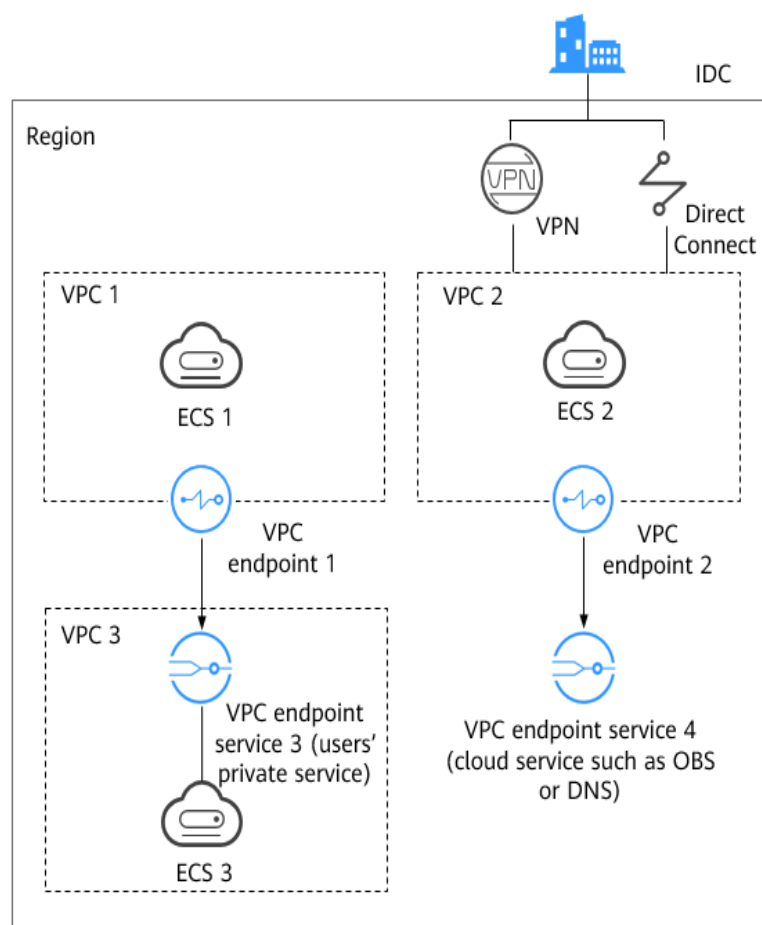 IDC
Region
VPN
VPN
Direct
Connect
VPC 1
ECS 1
VPC 2
ECS 2
VPC
endpoint 1
VPC
endpoint 2
VPC 3
VPC endpoint
service 3 (users’
private service)
ECS 3
VPC endpoint service 4
(cloud service such as OBS
or DNS)